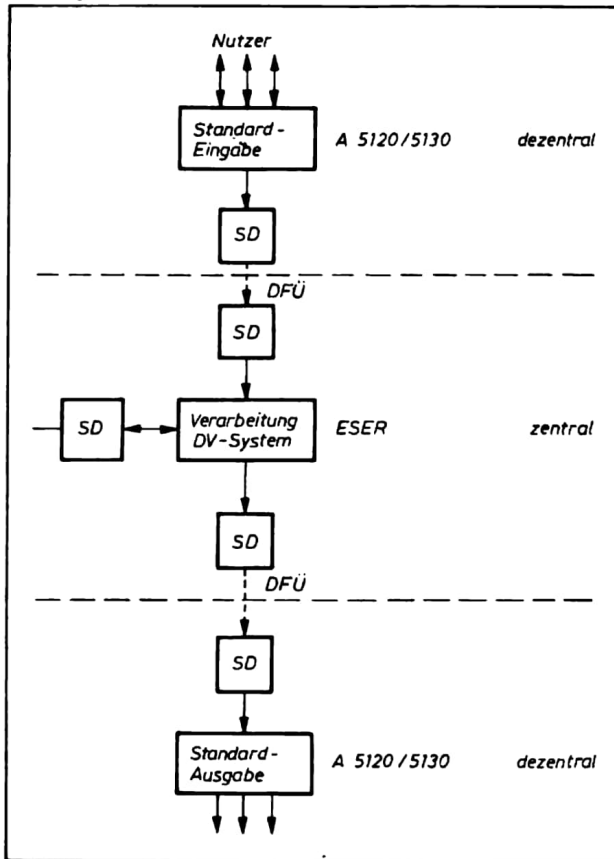 Nutzer
Standard-
Eingabe
A 5120/5130
dezentral
SD
DFÜ
SD
SD
Verarbeitung
DV-System
ESER
zentral
SD
DFÜ
SD
Standard-
Ausgabe
A 5120/5130
dezentral